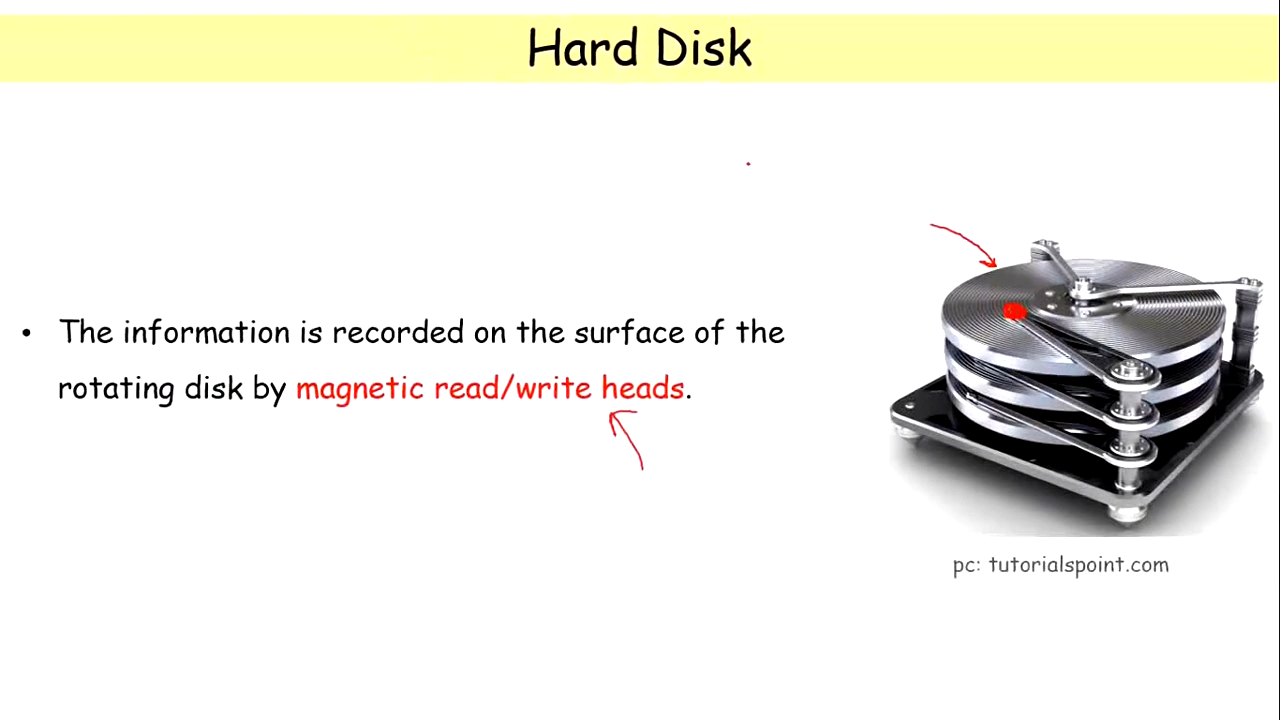 Hard Disk
• The information is recorded on the surface of the
rotating disk by magnetic read/write heads.
pc: tutorialspoint.com